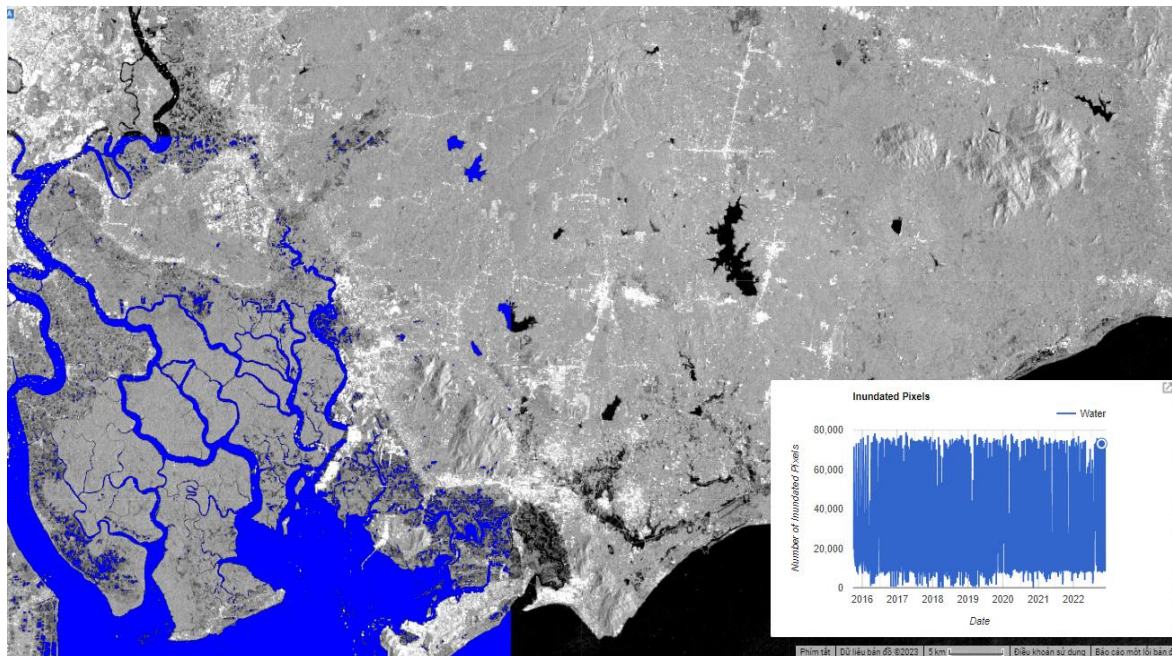 Inundated Pixels
Water
80,000
60,000
40,000
20,000
0
Number of Inundated Pixels
2016 2017 2018 2019 2020 2021 2022
Date
Phím tắt Dữ liệu bản đồ ©2023 5 km Điều khoản sử dụng Báo cáo một lỗi bản